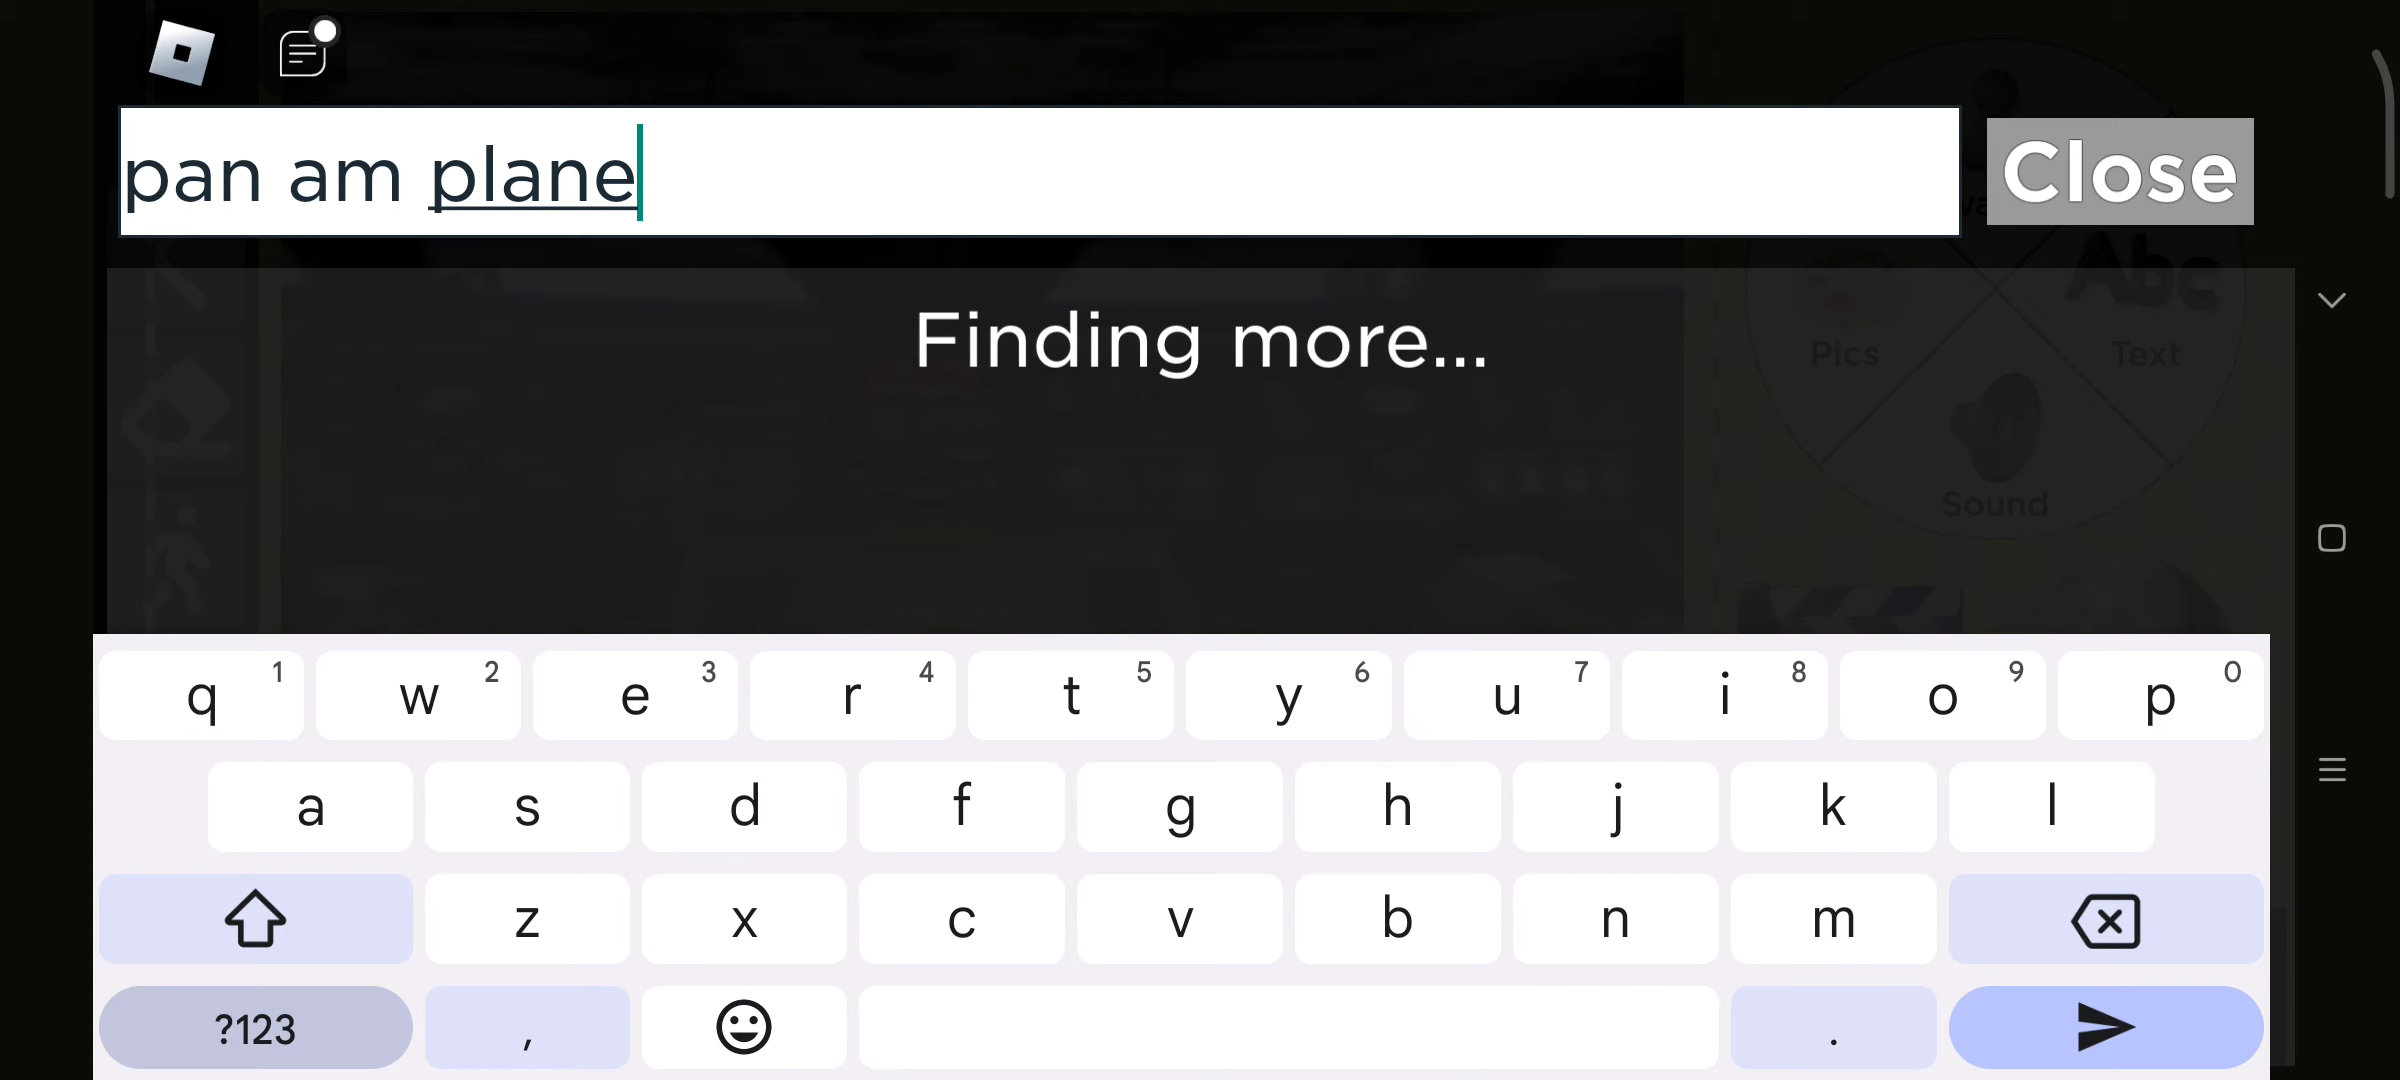 pan am plane
Close
Finding more...
Abc
Pics
Text
Sound
q 1 w 2 e 3 r 4 t 5 y 6 u 7 i 8 o 9 p 0
a s d f g h j k l
z x c v b n m
?123 , .